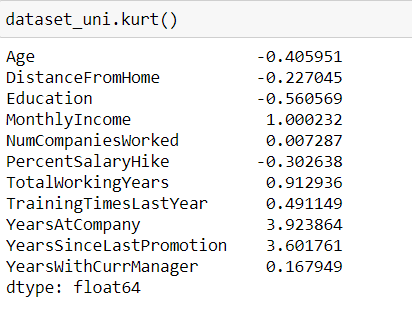 dataset_uni.kurt()
Age -0.405951
DistanceFromHome -0.227045
Education -0.560569
MonthlyIncome 1.000232
NumCompaniesWorked 0.007287
PercentSalaryHike -0.302638
TotalWorkingYears 0.912936
TrainingTimesLastYear 0.491149
YearsAtCompany 3.923864
YearsSinceLastPromotion 3.601761
YearsWithCurrManager 0.167949
dtype: float64